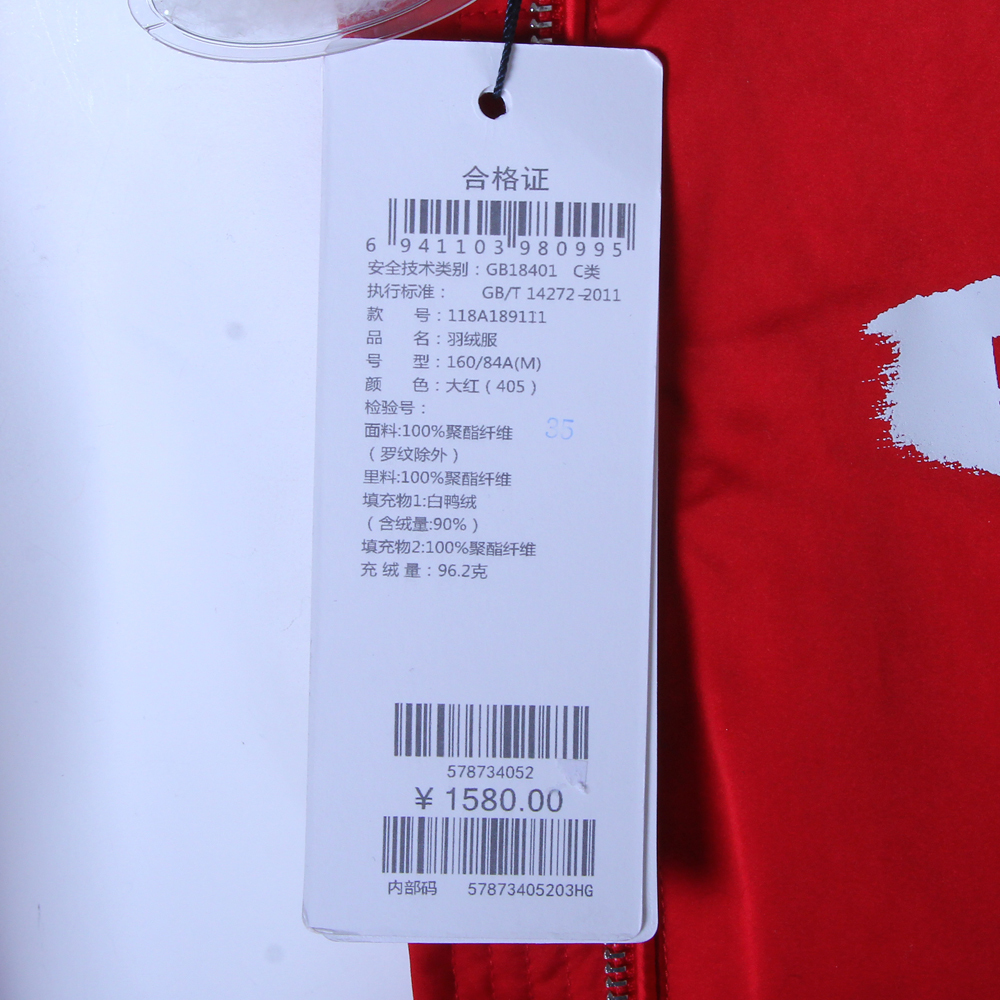 合格证
6 941103 980995
安全技术类别：GB18401 C类
执行标准： GB/T 14272-2011
款 号：118A189111
品 名：羽绒服
号 型：160/84A(M)
颜 色：大红（405）
检验号：
35
面料:100%聚酯纤维
（罗纹除外）
里料:100%聚酯纤维
填充物1:白鸭绒
（含绒量:90%）
填充物2:100%聚酯纤维
充 绒 量：96.2克
578734052
¥ 1580.00
内部码 57873405203HG